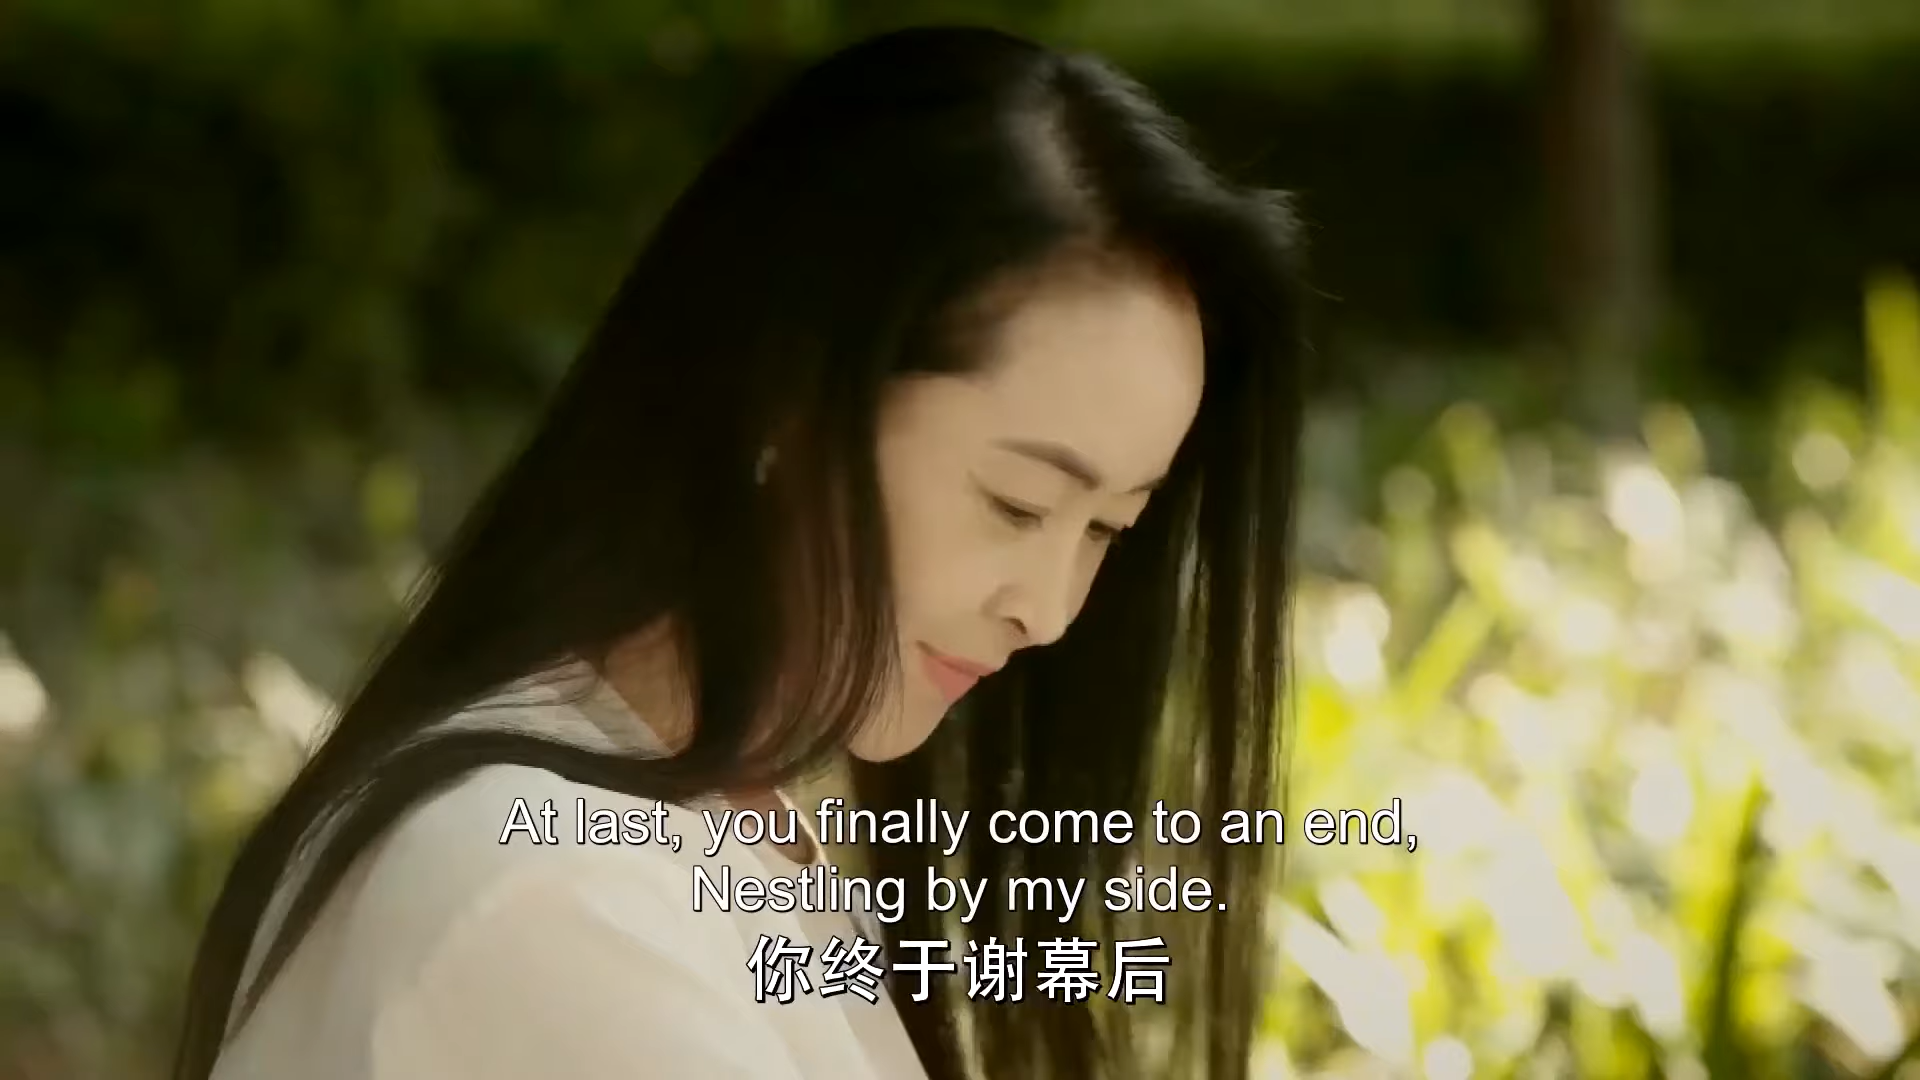 At last, you finally come to an end,
Nestling by my side.
你终于谢幕后